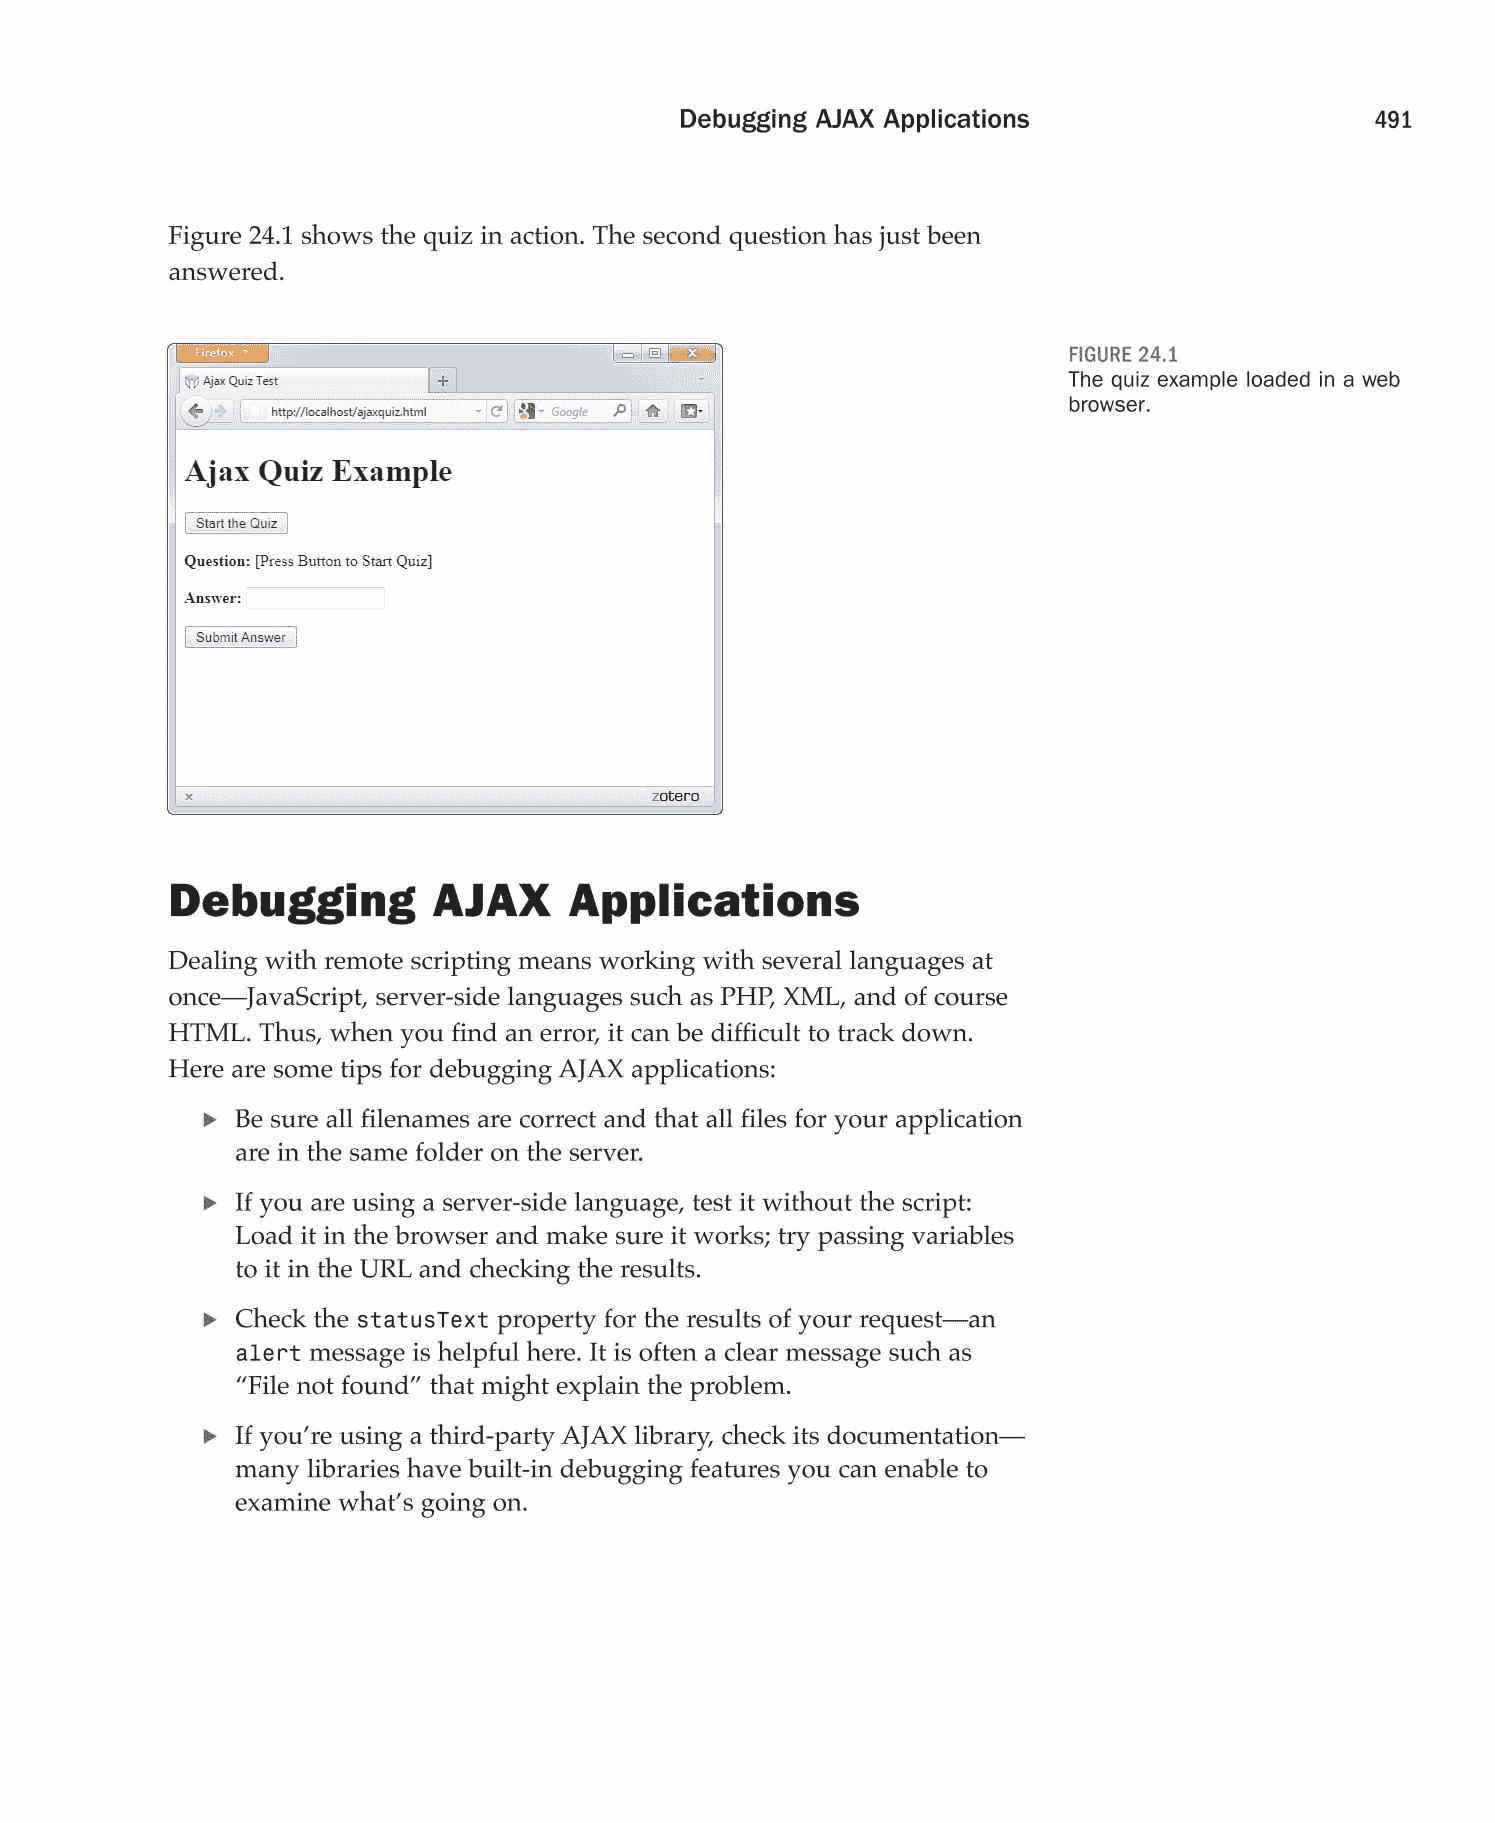 Debugging AJAX Applications 491
Figure 24.1 shows the quiz in action. The second question has just been
answered.
Firefox
Ajax Quiz Test
http://localhost/ajaxquiz.html Google
Ajax Quiz Example
Start the Quiz
Question: [Press Button to Start Quiz]
Answer:
Submit Answer
x zotero
FIGURE 24.1
The quiz example loaded in a web
browser.
Debugging AJAX Applications
Dealing with remote scripting means working with several languages at
once—JavaScript, server-side languages such as PHP, XML, and of course
HTML. Thus, when you find an error, it can be difficult to track down.
Here are some tips for debugging AJAX applications:
Be sure all filenames are correct and that all files for your application
are in the same folder on the server.
If you are using a server-side language, test it without the script:
Load it in the browser and make sure it works; try passing variables
to it in the URL and checking the results.
Check the statusText property for the results of your request—an
alert message is helpful here. It is often a clear message such as
“File not found” that might explain the problem.
If you’re using a third-party AJAX library, check its documentation—
many libraries have built-in debugging features you can enable to
examine what’s going on.